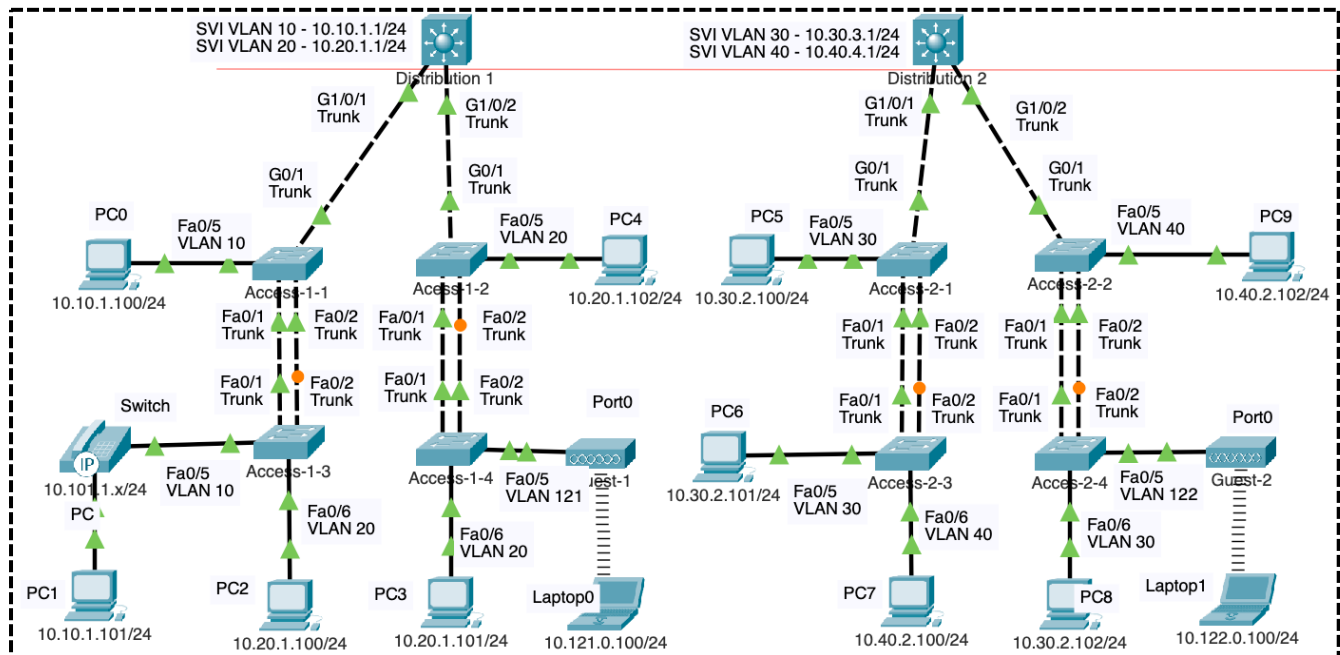 SVI VLAN 10 - 10.10.1.1/24
SVI VLAN 20 - 10.20.1.1/24
SVI VLAN 30 - 10.30.3.1/24
SVI VLAN 40 - 10.40.4.1/24
Distribution 1
Distribution 2
G1/0/1
Trunk
G1/0/2
Trunk
G1/0/1
Trunk
G1/0/2
Trunk
G0/1
Trunk
G0/1
Trunk
G0/1
Trunk
G0/1
Trunk
PC0
Fa0/5
VLAN 10
10.10.1.100/24
Access-1-1
Fa0/5
VLAN 20
PC4
10.20.1.102/24
Acess-1-2
PC5
Fa0/5
VLAN 30
10.30.2.100/24
Access-2-1
Fa0/5
VLAN 40
PC9
10.40.2.102/24
Acces-2-2
Fa0/1
Trunk
Fa0/2
Trunk
Fa0/1
Trunk
Fa0/2
Trunk
Fa0/1
Trunk
Fa0/2
Trunk
Fa0/1
Trunk
Fa0/2
Trunk
Fa0/1
Trunk
Fa0/2
Trunk
Fa0/1
Trunk
Fa0/2
Trunk
Fa0/1
Trunk
Fa0/2
Trunk
Fa0/1
Trunk
Fa0/2
Trunk
Switch
IP
10.101.1.x/24
PC
Fa0/5
VLAN 10
Access-1-3
Fa0/6
VLAN 20
PC1
10.10.1.101/24
PC2
10.20.1.100/24
Port0
Access-1-4
Fa0/5
VLAN 121
uest-1
Fa0/6
VLAN 20
PC3
10.20.1.101/24
Laptop0
10.121.0.100/24
PC6
10.30.2.101/24
Fa0/5
VLAN 30
Acces-2-3
Fa0/6
VLAN 40
PC7
10.40.2.100/24
Port0
Acces-2-4
Fa0/5
VLAN 122
Guest-2
Fa0/6
VLAN 30
PC8
10.30.2.102/24
Laptop1
10.122.0.100/24